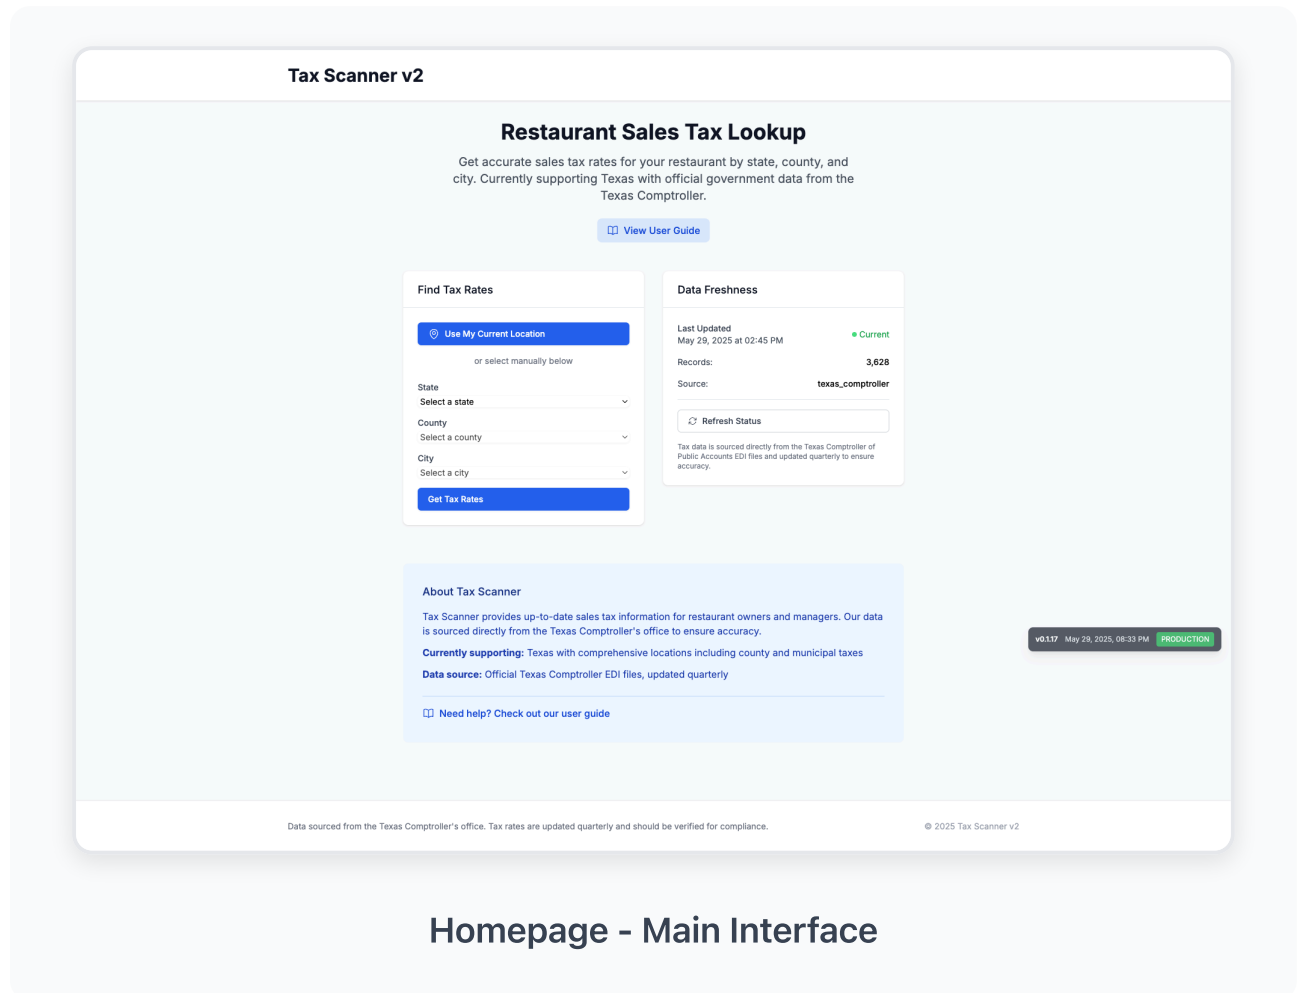 Tax Scanner v2
Restaurant Sales Tax Lookup
Get accurate sales tax rates for your restaurant by state, county, and
city. Currently supporting Texas with official government data from the
Texas Comptroller.
View User Guide
Find Tax Rates
Use My Current Location
or select manually below
State
Select a state
County
Select a county
City
Select a city
Get Tax Rates
Data Freshness
Last Updated
May 29, 2025 at 02:45 PM
Current
Records: 3,628
Source: texas_comptroller
Refresh Status
Tax data is sourced directly from the Texas Comptroller of
Public Accounts EDI files and updated quarterly to ensure
accuracy.
About Tax Scanner
Tax Scanner provides up-to-date sales tax information for restaurant owners and managers. Our data
is sourced directly from the Texas Comptroller's office to ensure accuracy.
Currently supporting: Texas with comprehensive locations including county and municipal taxes
Data source: Official Texas Comptroller EDI files, updated quarterly
Need help? Check out our user guide
v0.1.17 May 29, 2025, 08:33 PM PRODUCTION
Data sourced from the Texas Comptroller's office. Tax rates are updated quarterly and should be verified for compliance.
© 2025 Tax Scanner v2
Homepage - Main Interface